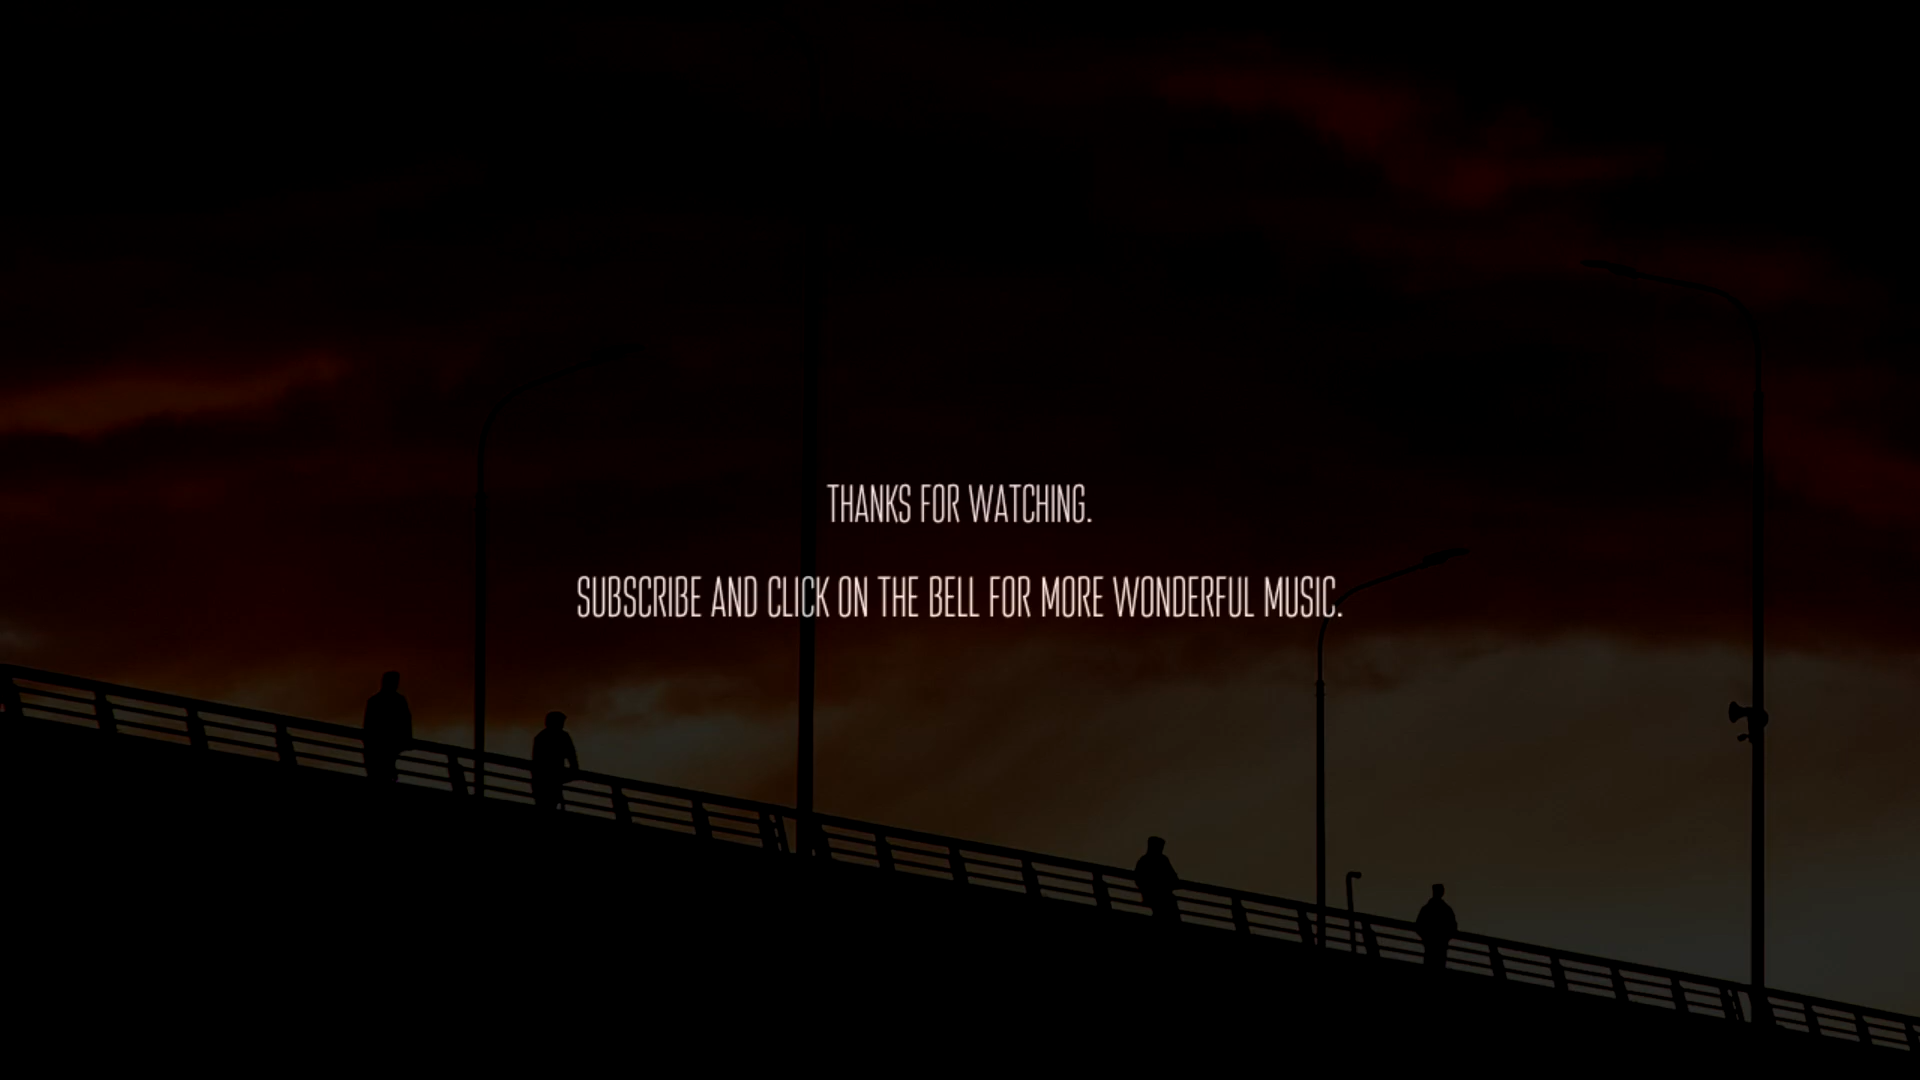 THANKS FOR WATCHING.
SUBSCRIBE AND CLICK ON THE BELL FOR MORE WONDERFUL MUSIC.